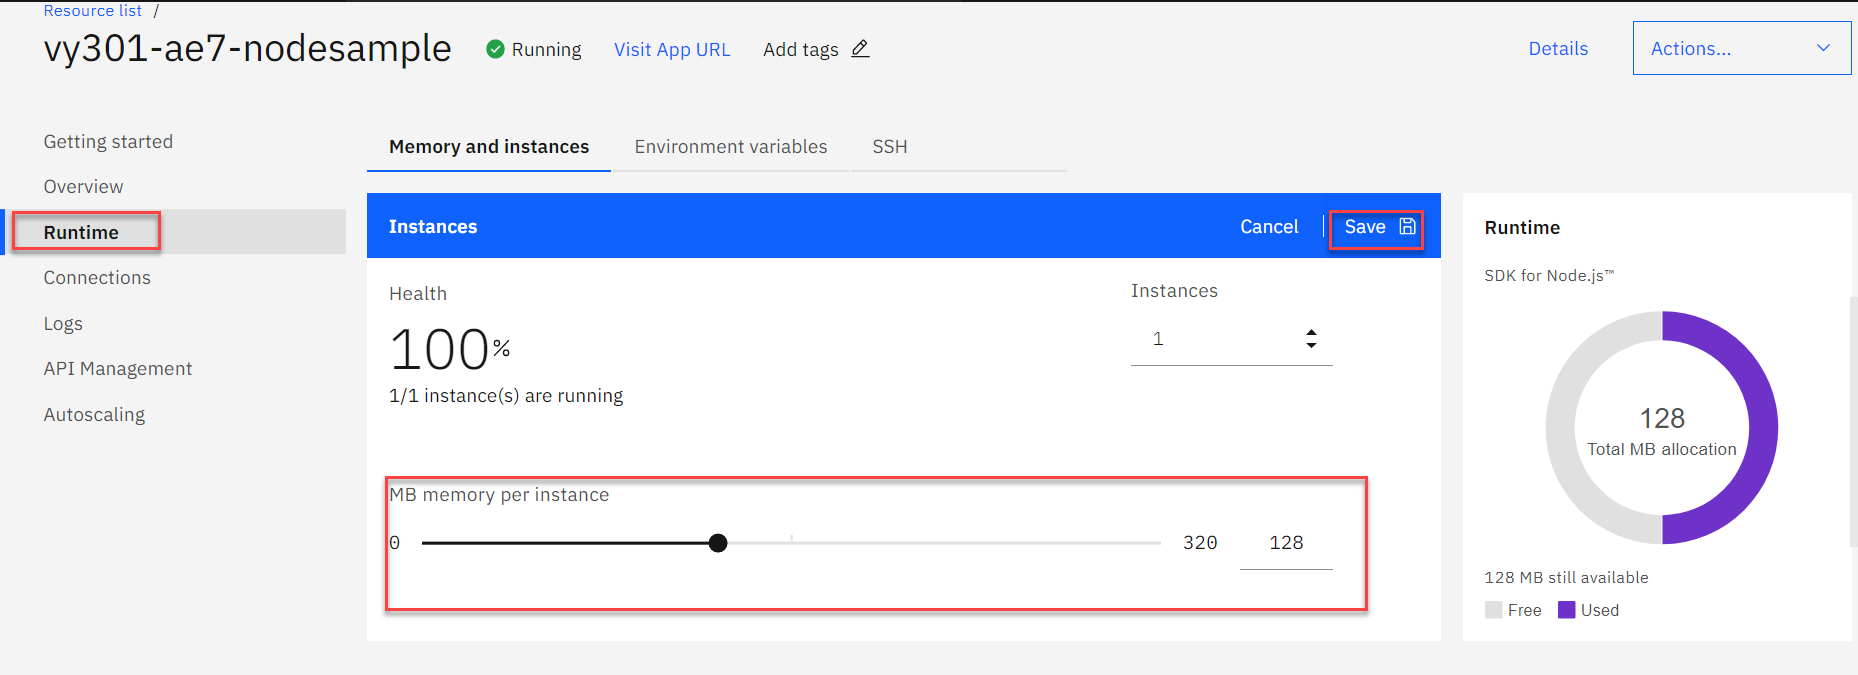 Resource list /
vy301-ae7-nodesample Running Visit App URL Add tags Details Actions...
Getting started
Overview
Runtime
Connections
Logs
API Management
Autoscaling
Memory and instances Environment variables SSH
Instances Cancel Save
Health
100%
1/1 instance(s) are running
Instances
1
MB memory per instance
0 320 128
Runtime
SDK for Node.js™
128
Total MB allocation
128 MB still available
Free Used